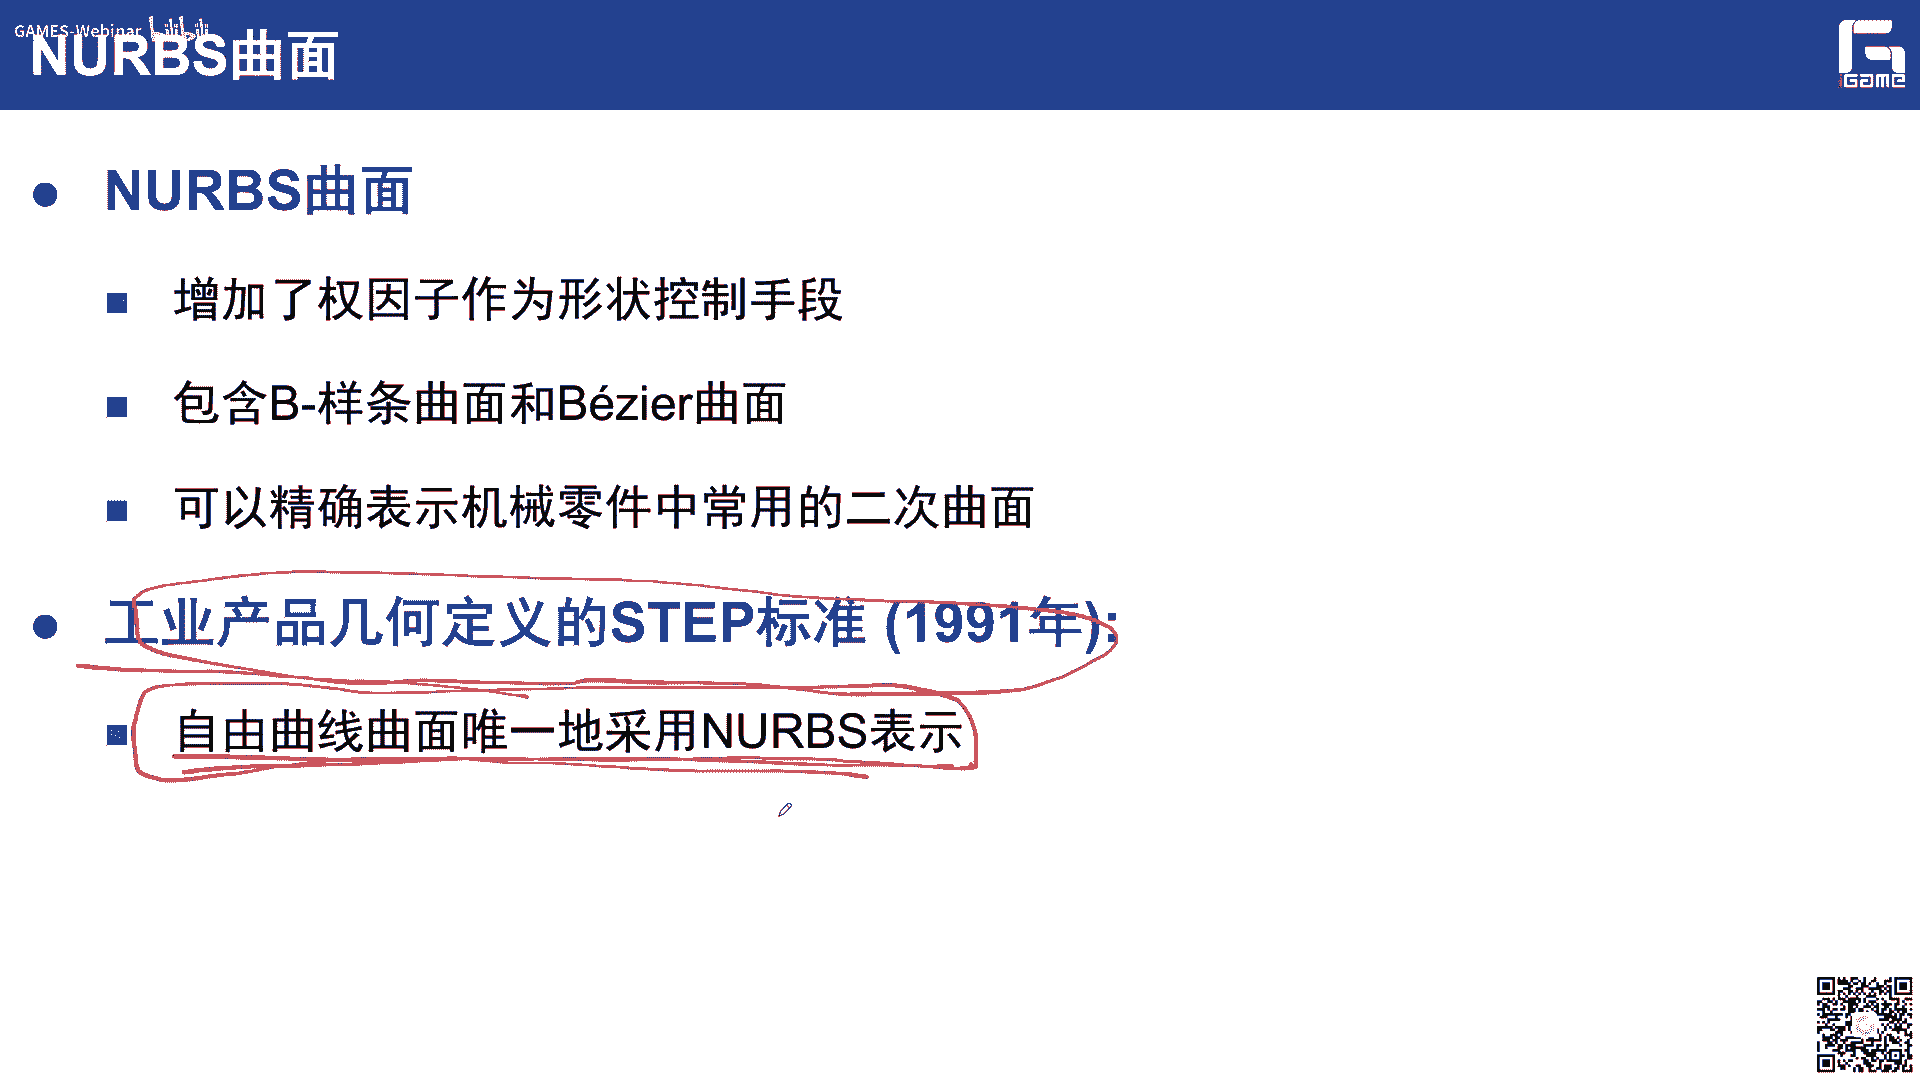 GAMES-Webinar bilibili
NURBS曲面
GAME
NURBS曲面
增加了权因子作为形状控制手段
包含B-样条曲面和Bézier曲面
可以精确表示机械零件中常用的二次曲面
工业产品几何定义的STEP标准 (1991年):
自由曲线曲面唯一地采用NURBS表示